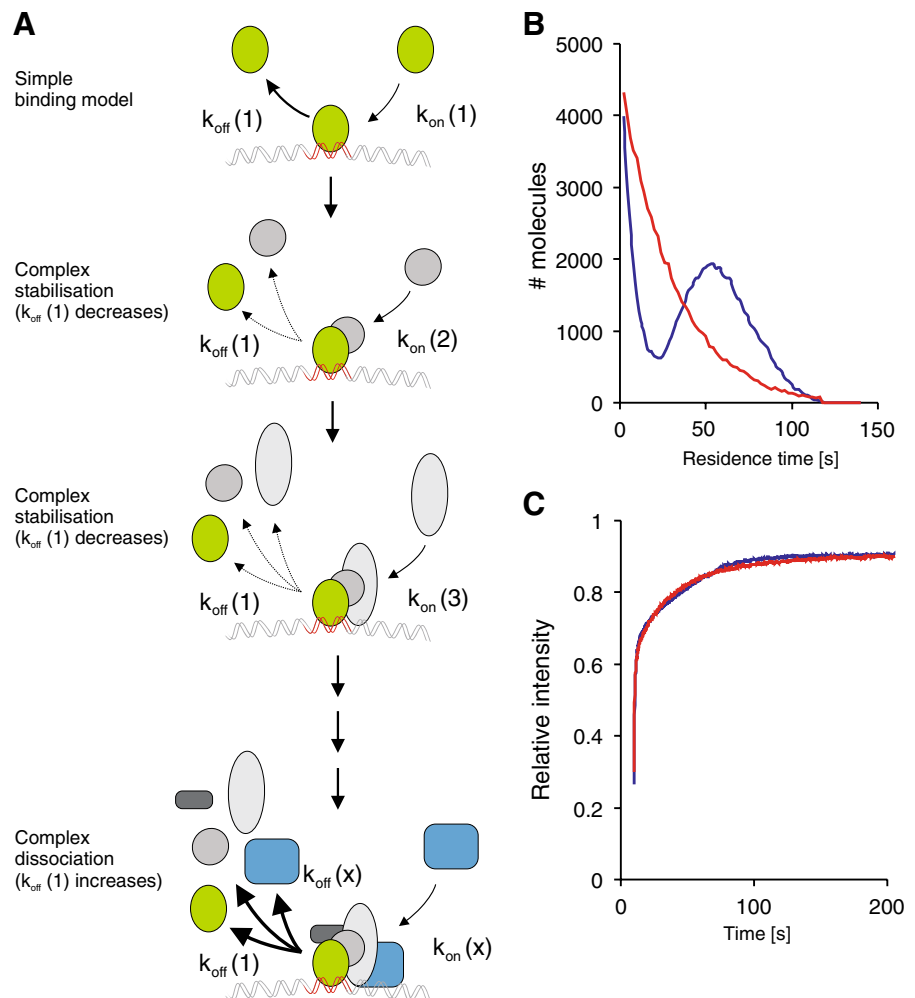 A
Simple
binding model
koff (1)
kon (1)
Complex
stabilisation
(koff (1) decreases)
koff (1)
kon (2)
Complex
stabilisation
(koff (1) decreases)
koff (1)
kon (3)
Complex
dissociation
(koff (1) increases)
koff (x)
koff (1)
kon (x)
B
5000
4000
3000
2000
1000
0
# molecules
0 50 100 150
Residence time [s]
C
1
0.8
0.6
0.4
0.2
0
Relative intensity
0 100 200
Time [s]